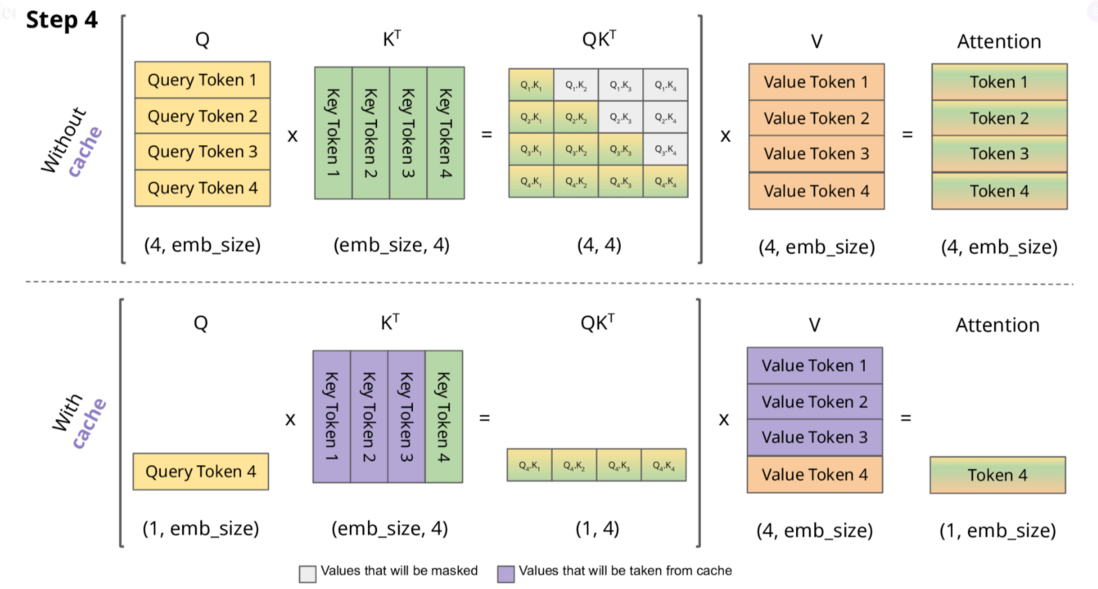 Step 4
Without
cache
Q
Kᵀ
QKᵀ
V
Attention
Query Token 1
Query Token 2
Query Token 3
Query Token 4
x
Key Token 1
Key Token 2
Key Token 3
Key Token 4
=
Q₁.K₁ Q₁.K₂ Q₁.K₃ Q₁.K₄
Q₂.K₁ Q₂.K₂ Q₂.K₃ Q₂.K₄
Q₃.K₁ Q₃.K₂ Q₃.K₃ Q₃.K₄
Q₄.K₁ Q₄.K₂ Q₄.K₃ Q₄.K₄
x
Value Token 1
Value Token 2
Value Token 3
Value Token 4
=
Token 1
Token 2
Token 3
Token 4
(4, emb_size)
(emb_size, 4)
(4, 4)
(4, emb_size)
(4, emb_size)
With
cache
Q
Kᵀ
QKᵀ
V
Attention
Query Token 4
x
Key Token 1
Key Token 2
Key Token 3
Key Token 4
=
Q₄.K₁ Q₄.K₂ Q₄.K₃ Q₄.K₄
x
Value Token 1
Value Token 2
Value Token 3
Value Token 4
=
Token 4
(1, emb_size)
(emb_size, 4)
(1, 4)
(4, emb_size)
(1, emb_size)
Values that will be masked
Values that will be taken from cache